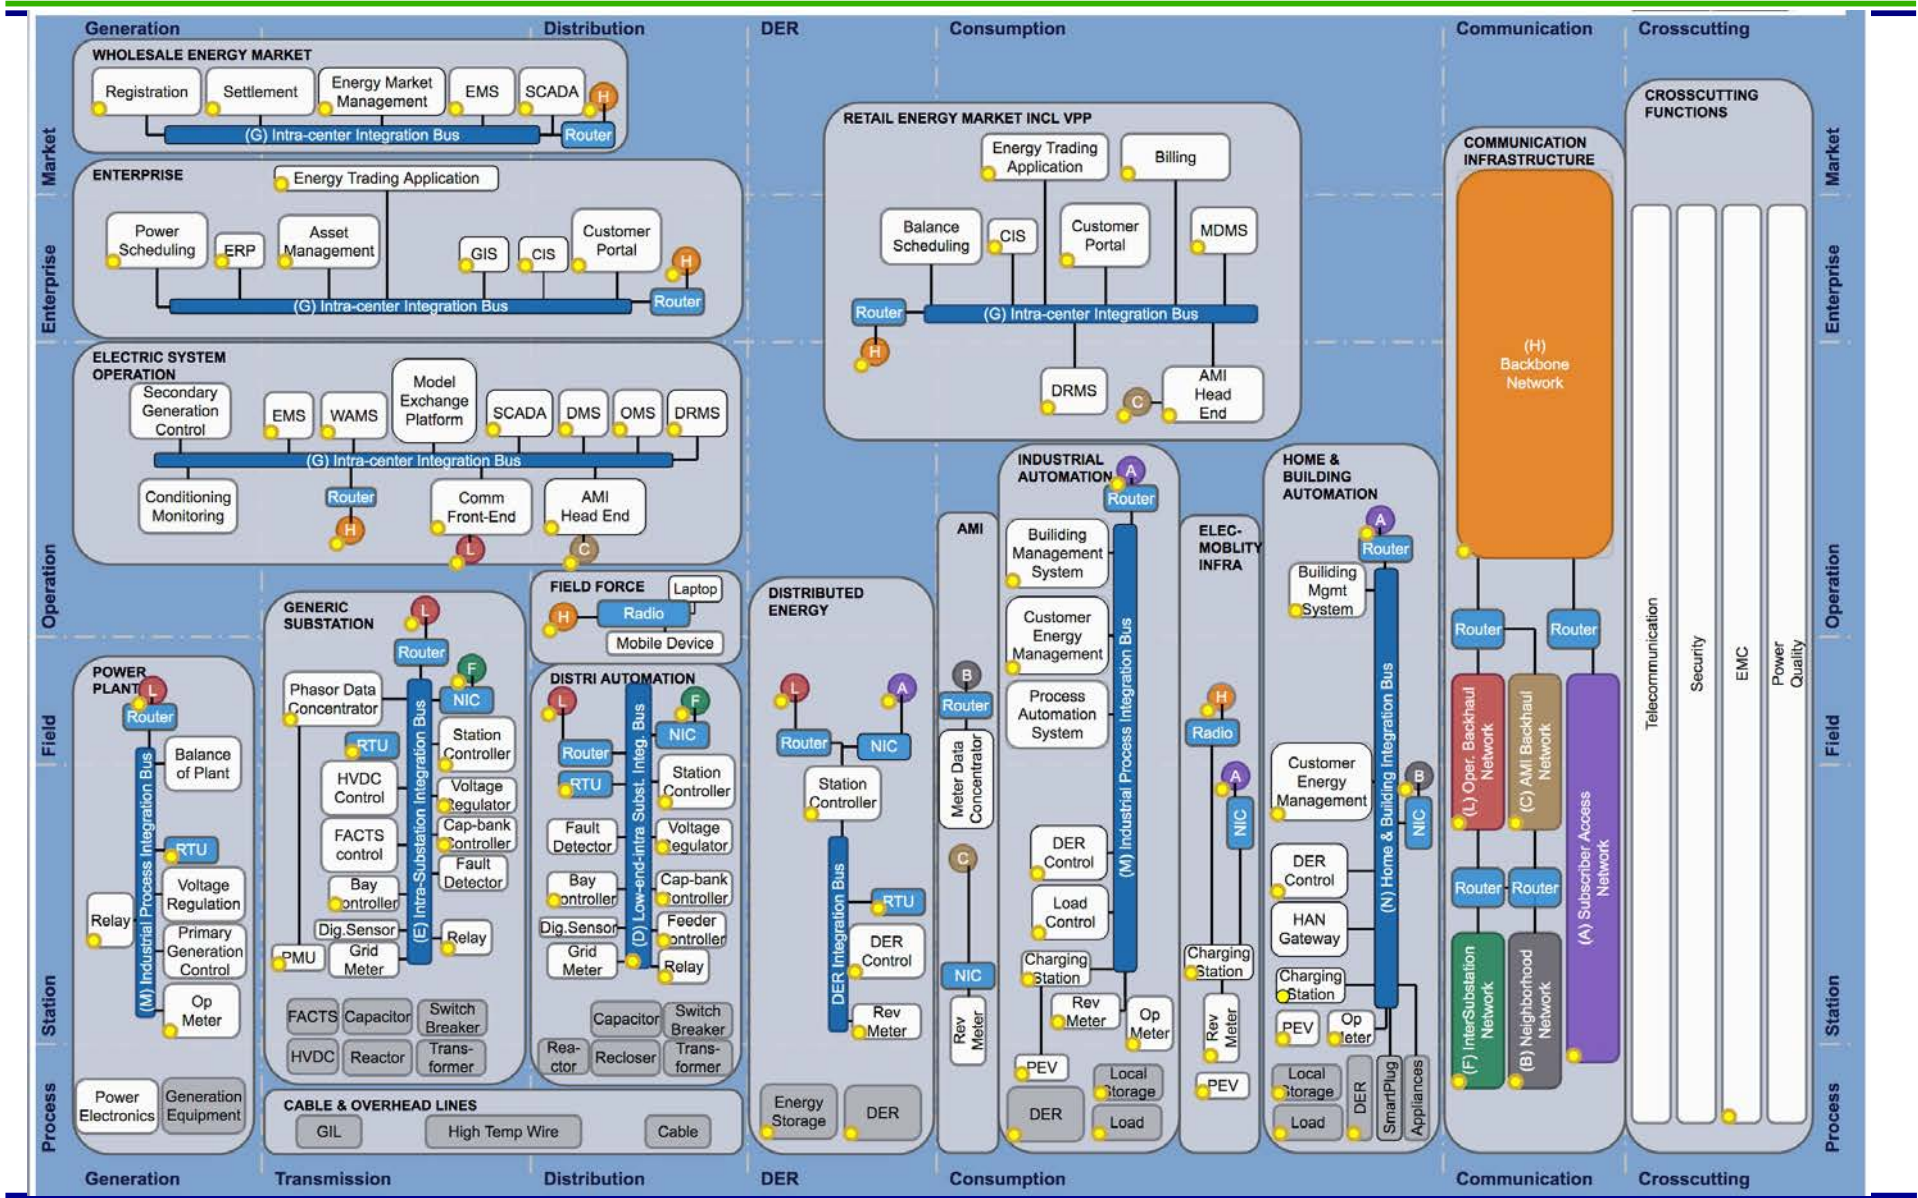 Generation
Distribution
DER
Consumption
Communication
Crosscutting
Market
Enterprise
Operation
Field
Station
Process
WHOLESALE ENERGY MARKET
Registration
Settlement
Energy Market
Management
EMS
SCADA
H
(G) Intra-center Integration Bus
Router
ENTERPRISE
Energy Trading Application
Power
Scheduling
ERP
Asset
Management
GIS
CIS
Customer
Portal
H
(G) Intra-center Integration Bus
Router
ELECTRIC SYSTEM
OPERATION
Secondary
Generation
Control
EMS
WAMS
Model
Exchange
Platform
SCADA
DMS
OMS
DRMS
(G) Intra-center Integration Bus
Conditioning
Monitoring
Router
H
Comm
Front-End
L
AMI
Head End
C
POWER
PLANT
L
Router
(M) Industrial Process Integration Bus
Balance
of Plant
RTU
Voltage
Regulation
Relay
Primary
Generation
Control
Op
Meter
Power
Electronics
Generation
Equipment
GENERIC
SUBSTATION
L
Router
F
NIC
Phasor Data
Concentrator
(E) Intra-Substation Integration Bus
RTU
Station
Controller
HVDC
Control
Voltage
Regulator
FACTS
control
Cap-bank
Controller
Fault
Detector
Bay
Controller
Dig.Sensor
Relay
PMU
Grid
Meter
FACTS
Capacitor
Switch
Breaker
HVDC
Reactor
Trans-
former
CABLE & OVERHEAD LINES
GIL
High Temp Wire
Cable
FIELD FORCE
Laptop
H
Radio
Mobile Device
DISTRI AUTOMATION
L
F
Router
NIC
(D) Low-end-intra Subst. Integ. Bus
RTU
Station
Controller
Fault
Detector
Voltage
Regulator
Bay
Controller
Cap-bank
Controller
Dig.Sensor
Feeder
Controller
Grid
Meter
Relay
Capacitor
Switch
Breaker
Rea-
ctor
Recloser
Trans-
former
DISTRIBUTED
ENERGY
L
A
Router
NIC
Station
Controller
DER Integration Bus
RTU
DER
Control
Rev
Meter
Energy
Storage
DER
RETAIL ENERGY MARKET INCL VPP
Energy Trading
Application
Billing
Balance
Scheduling
CIS
Customer
Portal
MDMS
Router
(G) Intra-center Integration Bus
H
DRMS
C
AMI
Head
End
AMI
B
Router
Meter Data
Concentrator
C
NIC
Rev
Meter
INDUSTRIAL
AUTOMATION
A
Router
Builiding
Management
System
Customer
Energy
Management
Process
Automation
System
(M) Industrial Process Integration Bus
DER
Control
Load
Control
Charging
Station
Rev
Meter
Op
Meter
PEV
DER
Local
Storage
Load
ELEC-
MOBLITY
INFRA
H
Radio
A
NIC
Charging
Station
Rev
Meter
PEV
HOME &
BUILDING
AUTOMATION
A
Router
Builiding
Mgmt
System
(N) Home & Building Integration Bus
Customer
Energy
Management
B
NIC
DER
Control
HAN
Gateway
Charging
Station
PEV
Op
Meter
Local
Storage
Load
DER
SmartPlug
Appliances
COMMUNICATION
INFRASTRUCTURE
(H)
Backbone
Network
Router
Router
(L) Oper. Backhaul
Network
(C) AMI Backhaul
Network
(A) Subscriber Access
Network
Router
Router
(F) InterSubstation
Network
(B) Neighborhood
Network
CROSSCUTTING
FUNCTIONS
Telecommunication
Security
EMC
Power
Quality
Market
Enterprise
Operation
Field
Station
Process
Generation
Transmission
Distribution
DER
Consumption
Communication
Crosscutting